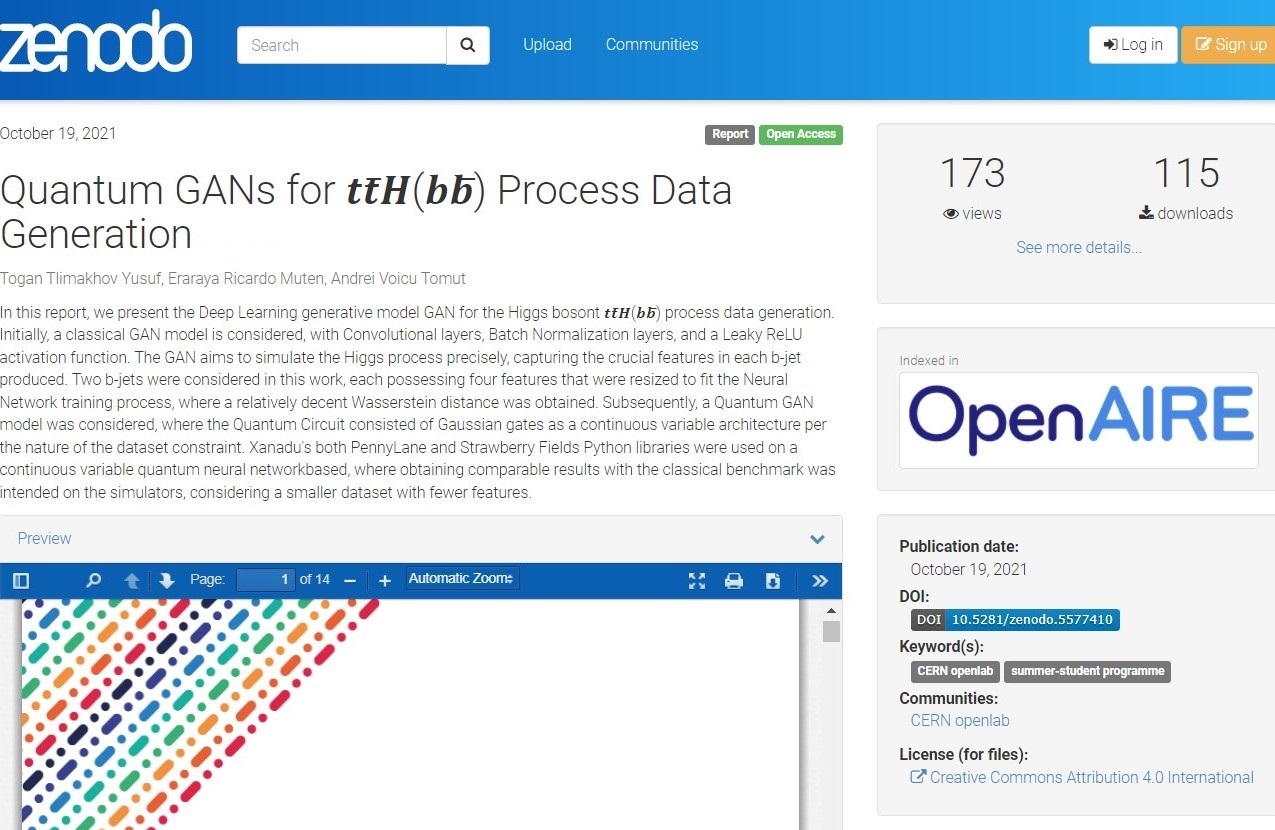 zenodo
Search
Upload
Communities
Log in
Sign up
October 19, 2021
Report
Open Access
Quantum GANs for tt̄H(bb̄) Process Data
Generation
Togan Tlimakhov Yusuf, Eraraya Ricardo Muten, Andrei Voicu Tomut
In this report, we present the Deep Learning generative model GAN for the Higgs bosont tt̄H(bb̄) process data generation.
Initially, a classical GAN model is considered, with Convolutional layers, Batch Normalization layers, and a Leaky ReLU
activation function. The GAN aims to simulate the Higgs process precisely, capturing the crucial features in each b-jet
produced. Two b-jets were considered in this work, each possessing four features that were resized to fit the Neural
Network training process, where a relatively decent Wasserstein distance was obtained. Subsequently, a Quantum GAN
model was considered, where the Quantum Circuit consisted of Gaussian gates as a continuous variable architecture per
the nature of the dataset constraint. Xanadu's both PennyLane and Strawberry Fields Python libraries were used on a
continuous variable quantum neural networkbased, where obtaining comparable results with the classical benchmark was
intended on the simulators, considering a smaller dataset with fewer features.
Preview
Page: 1 of 14
Automatic Zoom
173
views
115
downloads
See more details...
Indexed in
OpenAIRE
Publication date:
October 19, 2021
DOI:
DOI 10.5281/zenodo.5577410
Keyword(s):
CERN openlab
summer-student programme
Communities:
CERN openlab
License (for files):
Creative Commons Attribution 4.0 International